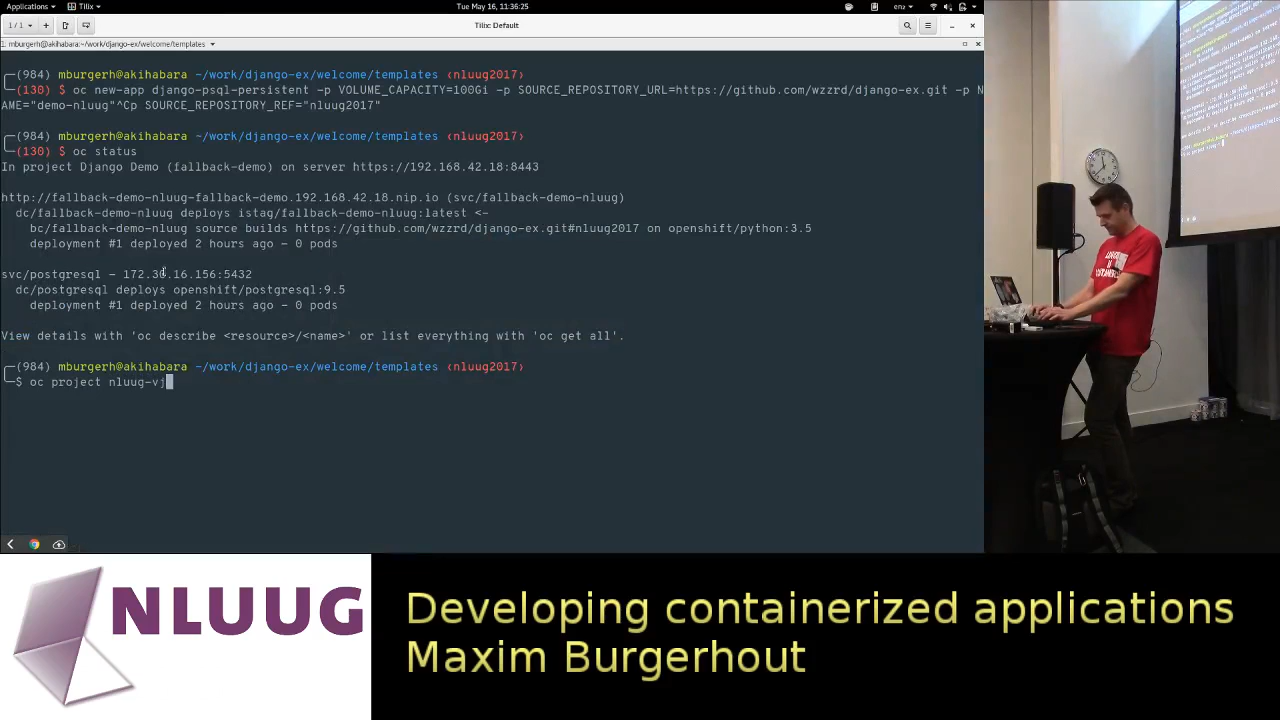 Applications
Tilix
Tue May 16, 11:36:25
en2
1 / 1
Tilix: Default
1: mburgerh@akihabara:~/work/django-ex/welcome/templates
(984) mburgerh@akihabara ~/work/django-ex/welcome/templates ‹nluug2017›
(130) $ oc new-app django-psql-persistent -p VOLUME_CAPACITY=100Gi -p SOURCE_REPOSITORY_URL=https://github.com/wzzrd/django-ex.git -p N
AME="demo-nluug"^Cp SOURCE_REPOSITORY_REF="nluug2017"
(984) mburgerh@akihabara ~/work/django-ex/welcome/templates ‹nluug2017›
(130) $ oc status
In project Django Demo (fallback-demo) on server https://192.168.42.18:8443
http://fallback-demo-nluug-fallback-demo.192.168.42.18.nip.io (svc/fallback-demo-nluug)
dc/fallback-demo-nluug deploys istag/fallback-demo-nluug:latest <-
bc/fallback-demo-nluug source builds https://github.com/wzzrd/django-ex.git#nluug2017 on openshift/python:3.5
deployment #1 deployed 2 hours ago - 0 pods
svc/postgresql - 172.30.16.156:5432
dc/postgresql deploys openshift/postgresql:9.5
deployment #1 deployed 2 hours ago - 0 pods
View details with 'oc describe <resource>/<name>' or list everything with 'oc get all'.
(984) mburgerh@akihabara ~/work/django-ex/welcome/templates ‹nluug2017›
$ oc project nluug-vj
NLUUG
Developing containerized applications
Maxim Burgerhout